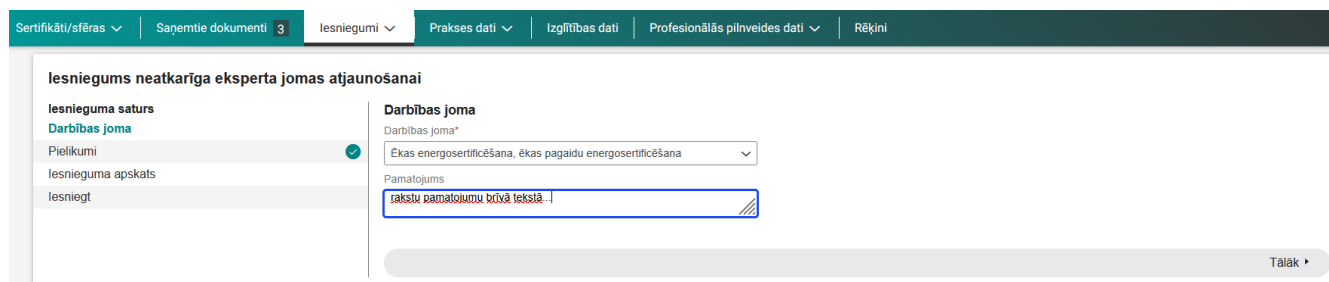 Sertifikāti/sfēras Saņemtie dokumenti 3 Iesniegumi Prakses dati Izglītības dati Profesionālās pilnveides dati Rēķini
Iesniegums neatkarīga eksperta jomas atjaunošanai
Iesnieguma saturs
Darbības joma
Pielikumi
Iesnieguma apskats
Iesniegt
Darbības joma
Darbības joma*
Ēkas energosertificēšana, ēkas pagaidu energosertificēšana
Pamatojums
rakstu pamatojumu brīvā tekstā...
Tālāk